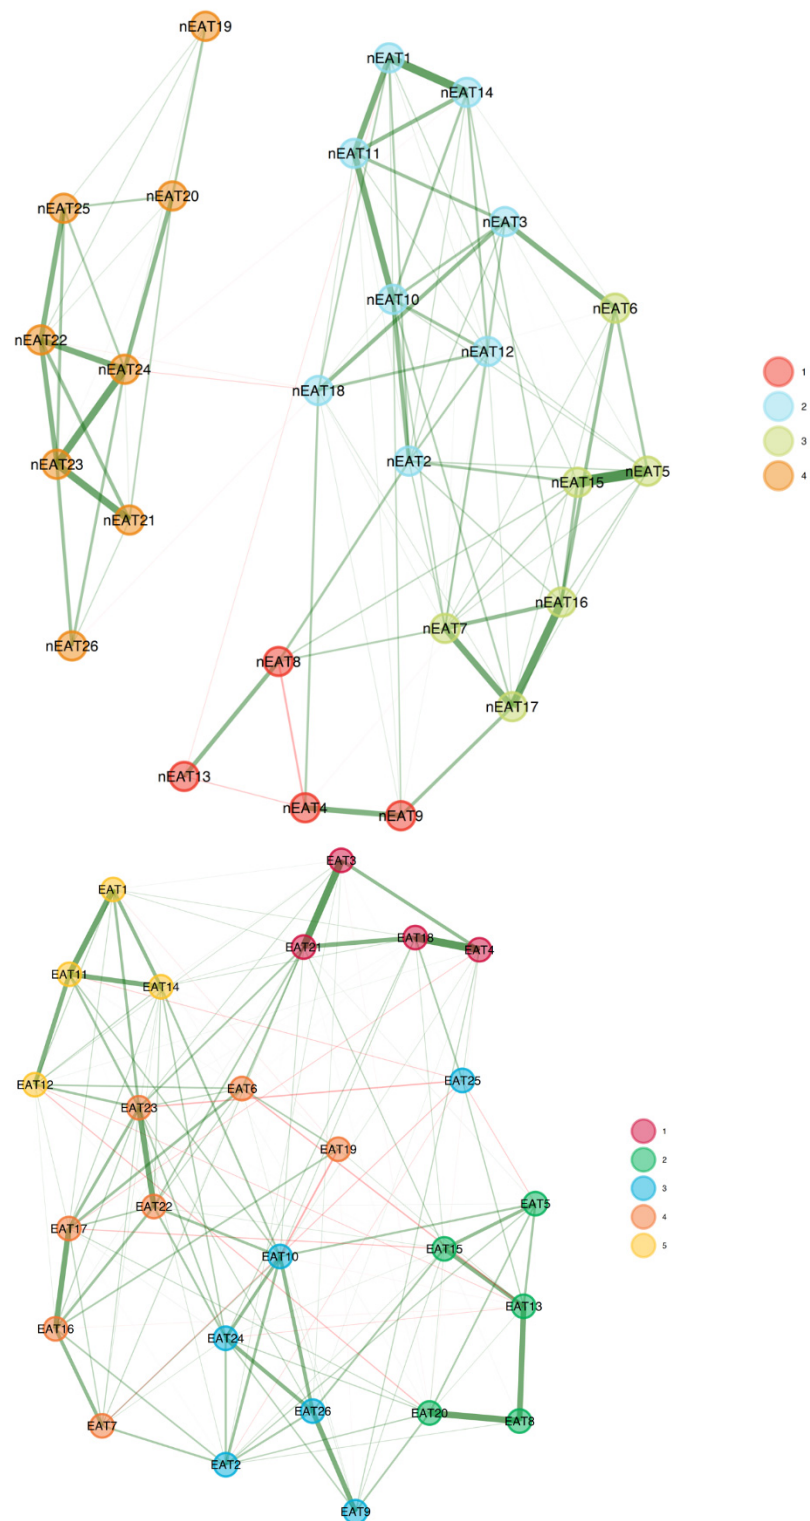 nEAT19
nEAT1
nEAT14
nEAT11
nEAT20
nEAT25
nEAT3
nEAT10
nEAT6
nEAT22
nEAT12
nEAT24
nEAT18
1
2
3
4
nEAT23
nEAT2
nEAT5
nEAT15
nEAT21
nEAT16
nEAT7
nEAT26
nEAT8
nEAT17
nEAT13
nEAT4
nEAT9
EAT3
EAT1
EAT18
EAT21
EAT4
EAT11
EAT14
EAT25
EAT12
EAT6
EAT23
EAT19
1
2
3
4
5
EAT5
EAT22
EAT17
EAT15
EAT10
EAT13
EAT16
EAT24
EAT26
EAT20
EAT8
EAT7
EAT2
EAT9